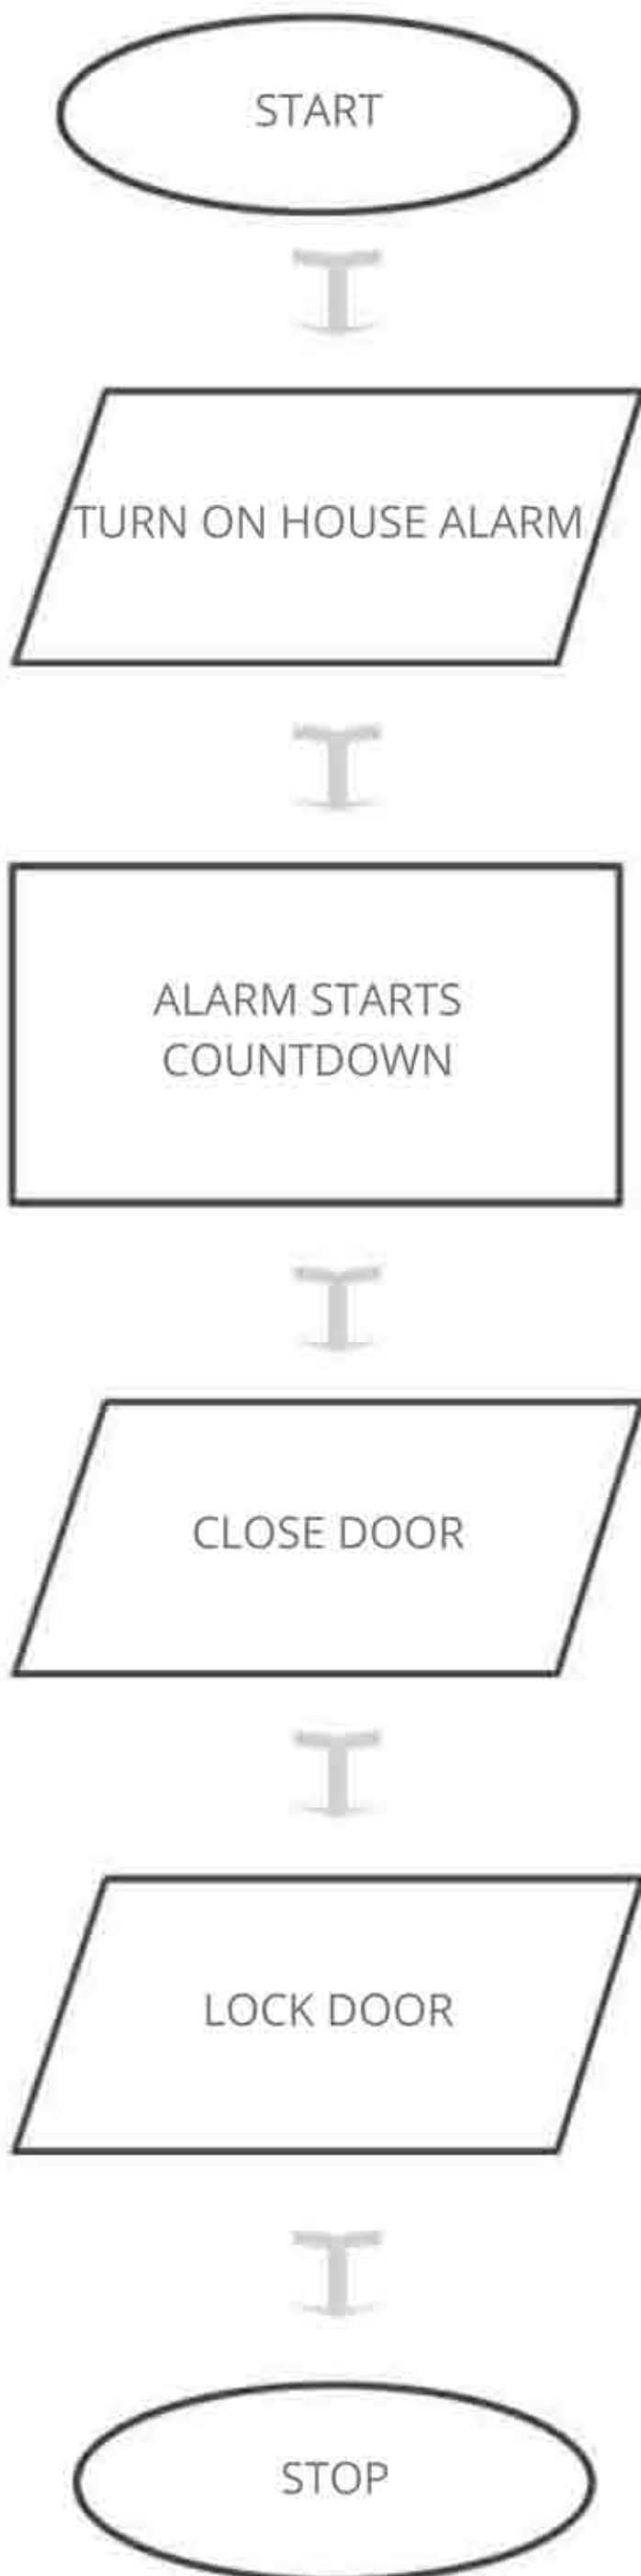 START
TURN ON HOUSE ALARM
ALARM STARTS
COUNTDOWN
CLOSE DOOR
LOCK DOOR
STOP